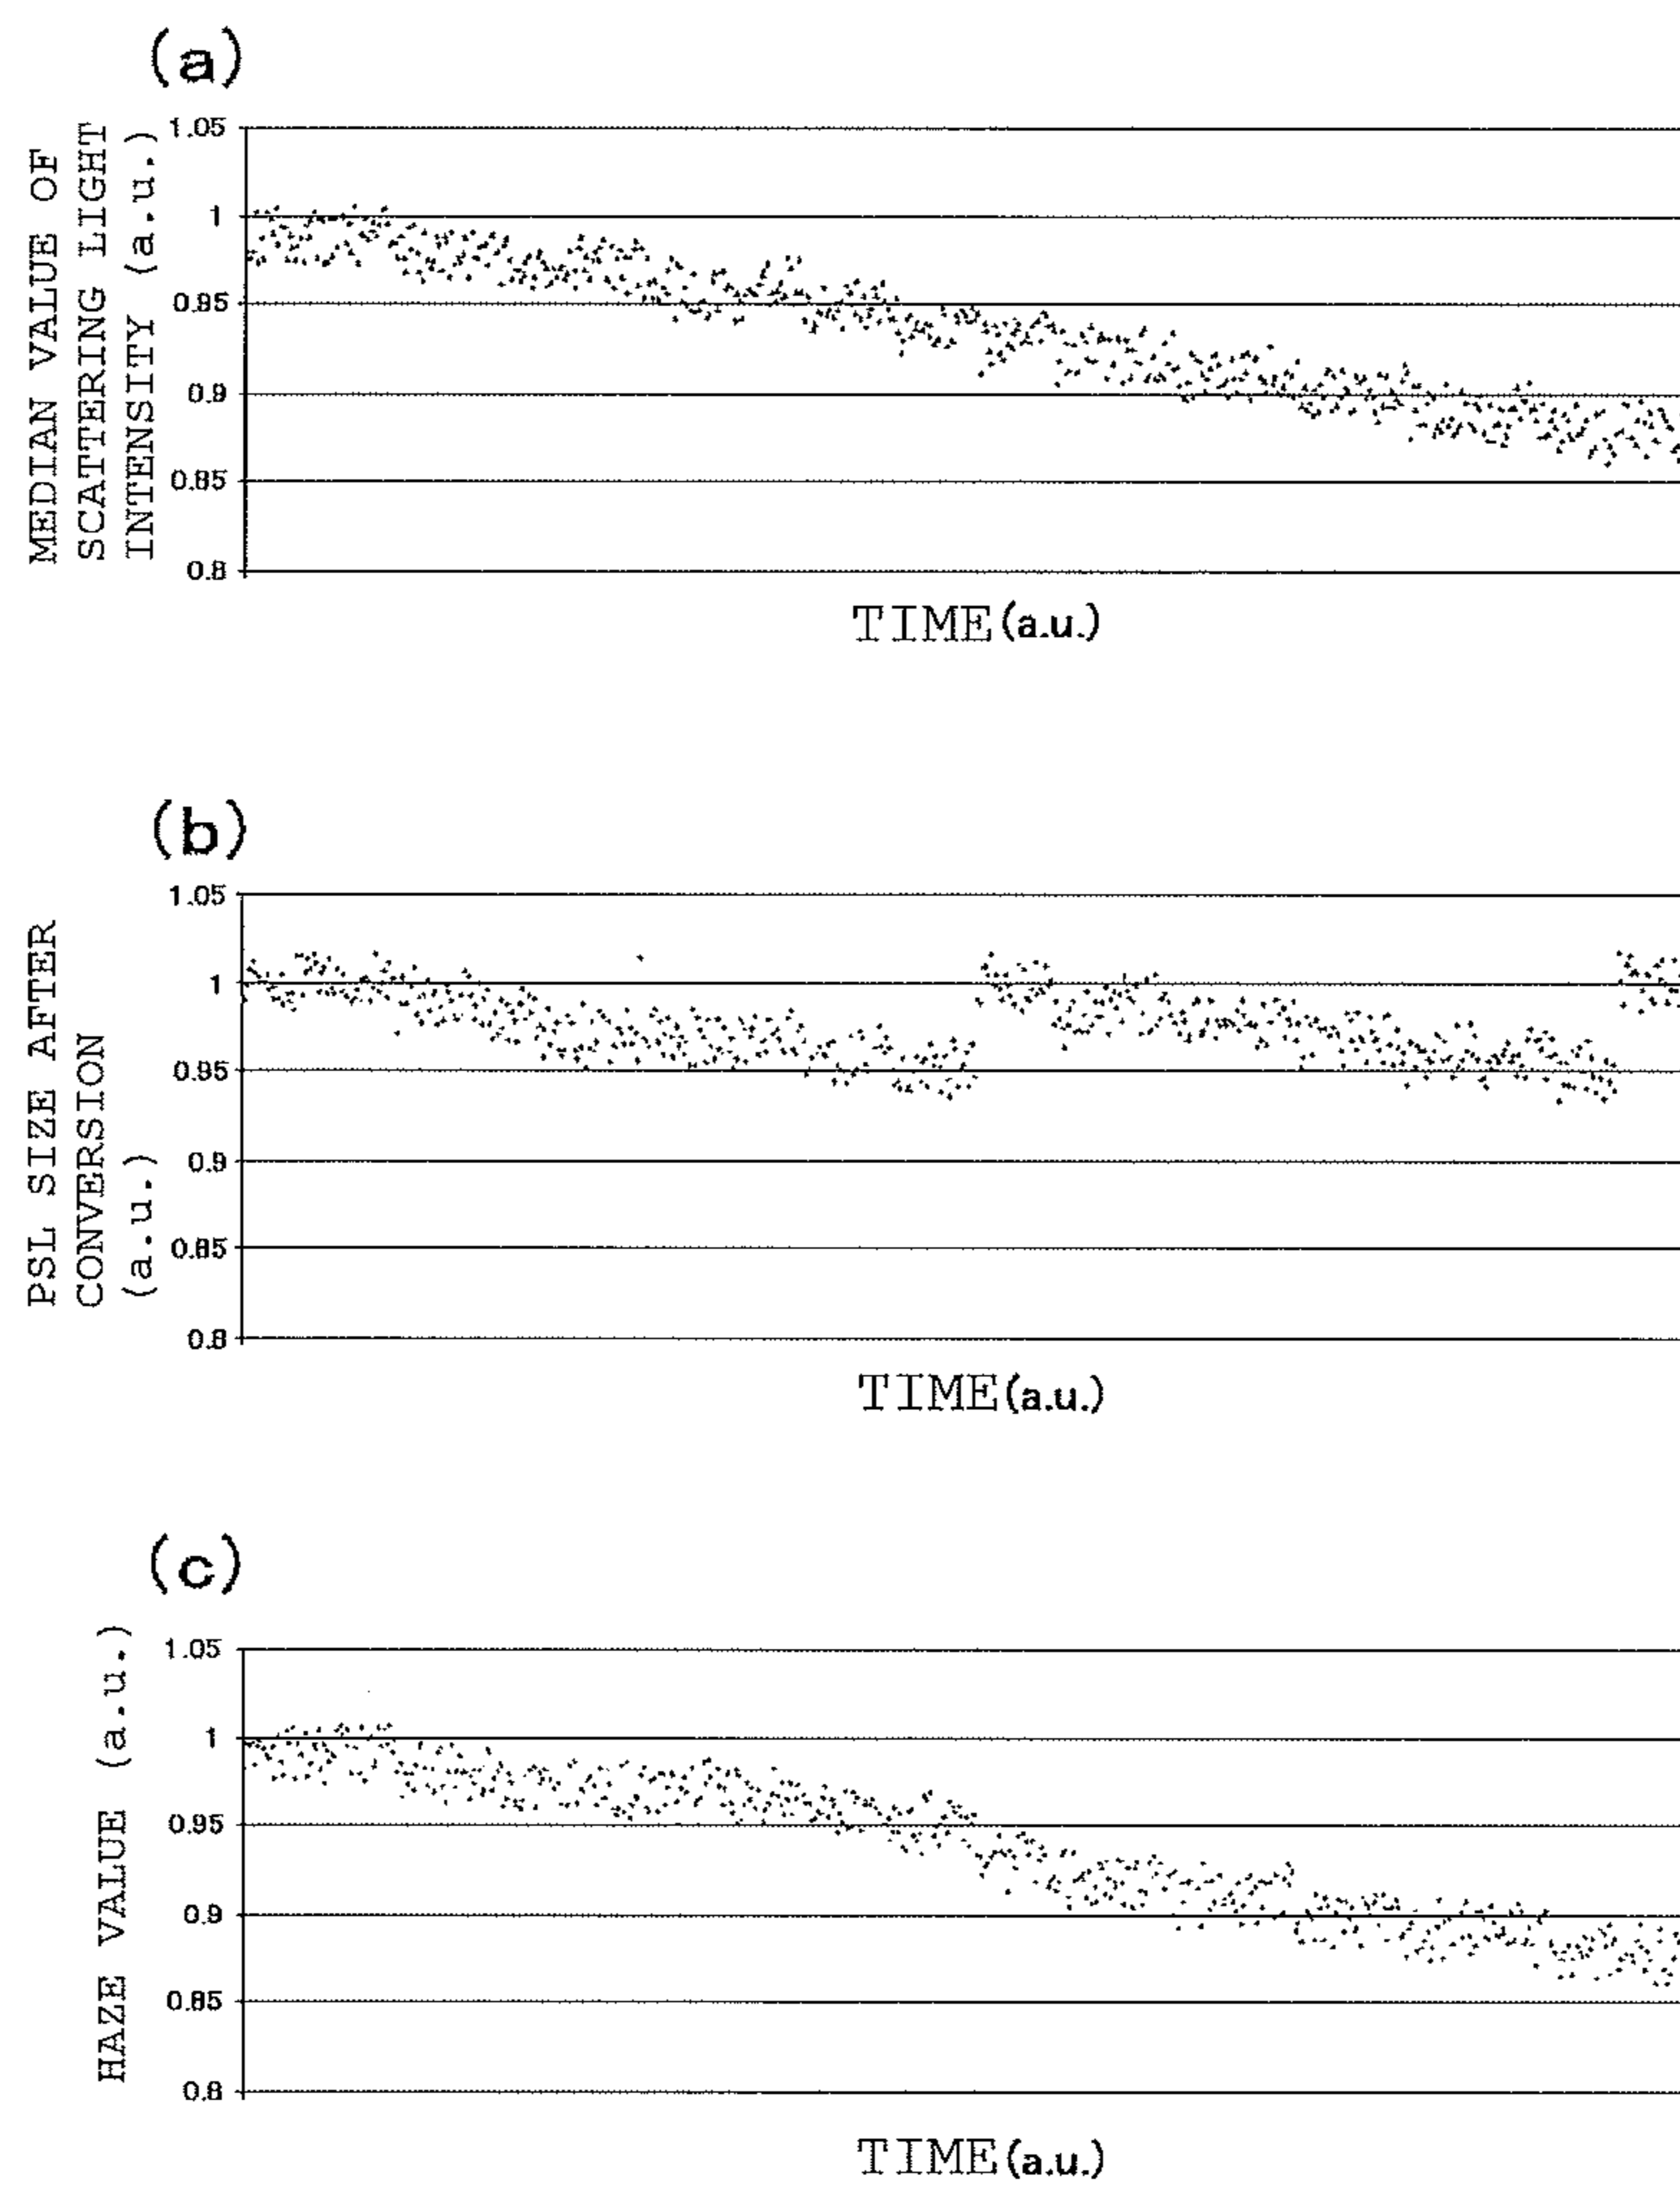 (a)
MEDIAN VALUE OF
SCATTERING LIGHT
INTENSITY (a.u.)
1.05
1
0.95
0.9
0.85
0.8
TIME(a.u.)
(b)
PSL SIZE AFTER
CONVERSION
(a.u.)
1.05
1
0.95
0.9
0.85
0.8
TIME(a.u.)
(c)
HAZE VALUE (a.u.)
1.05
1
0.95
0.9
0.85
0.8
TIME(a.u.)